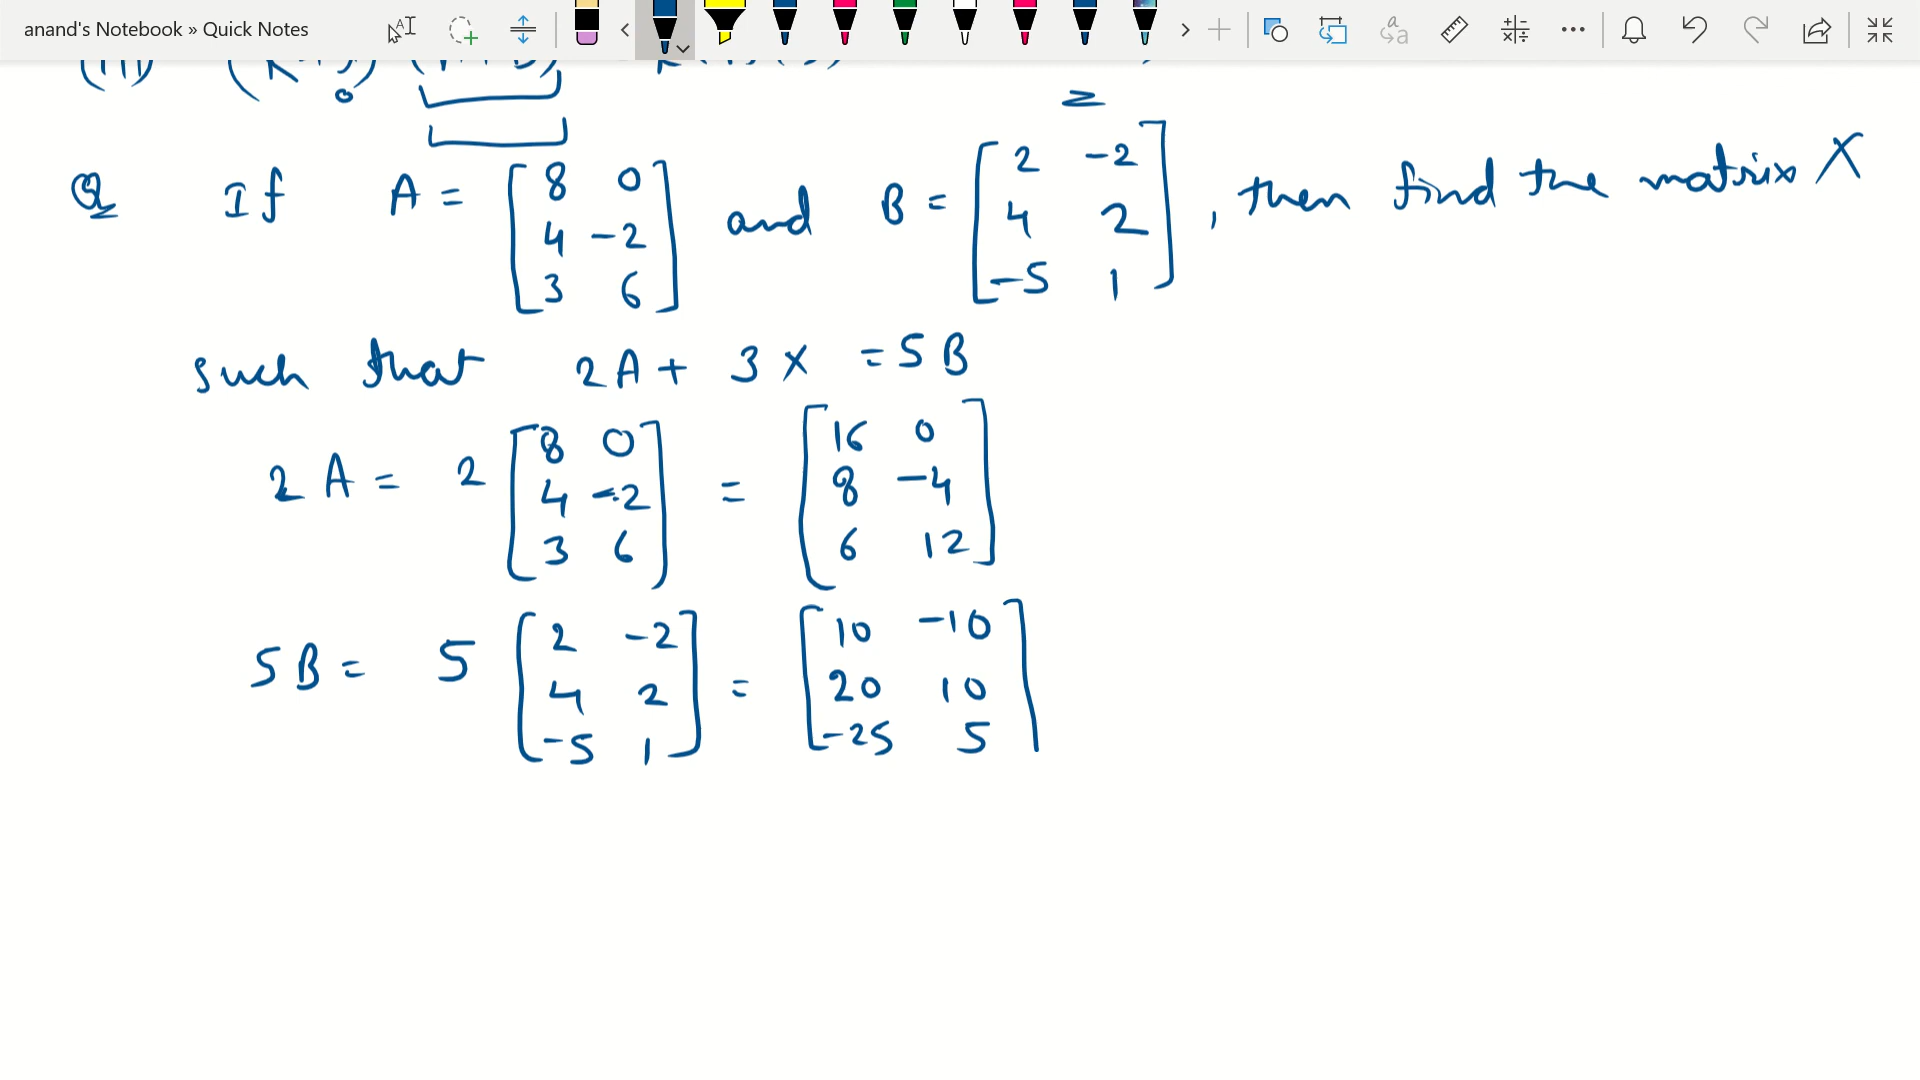 anand's Notebook » Quick Notes
(iii)
Q If A = [8 0 and B = [2 -2 , then find the matrix X
4 -2 4 2
3 6] -5 1]
such that 2A + 3X = 5B
2A = 2 [8 0 = [16 0
4 -2 8 -4
3 6] 6 12]
5B = 5 [2 -2 = [10 -10
4 2 20 10
-5 1] -25 5